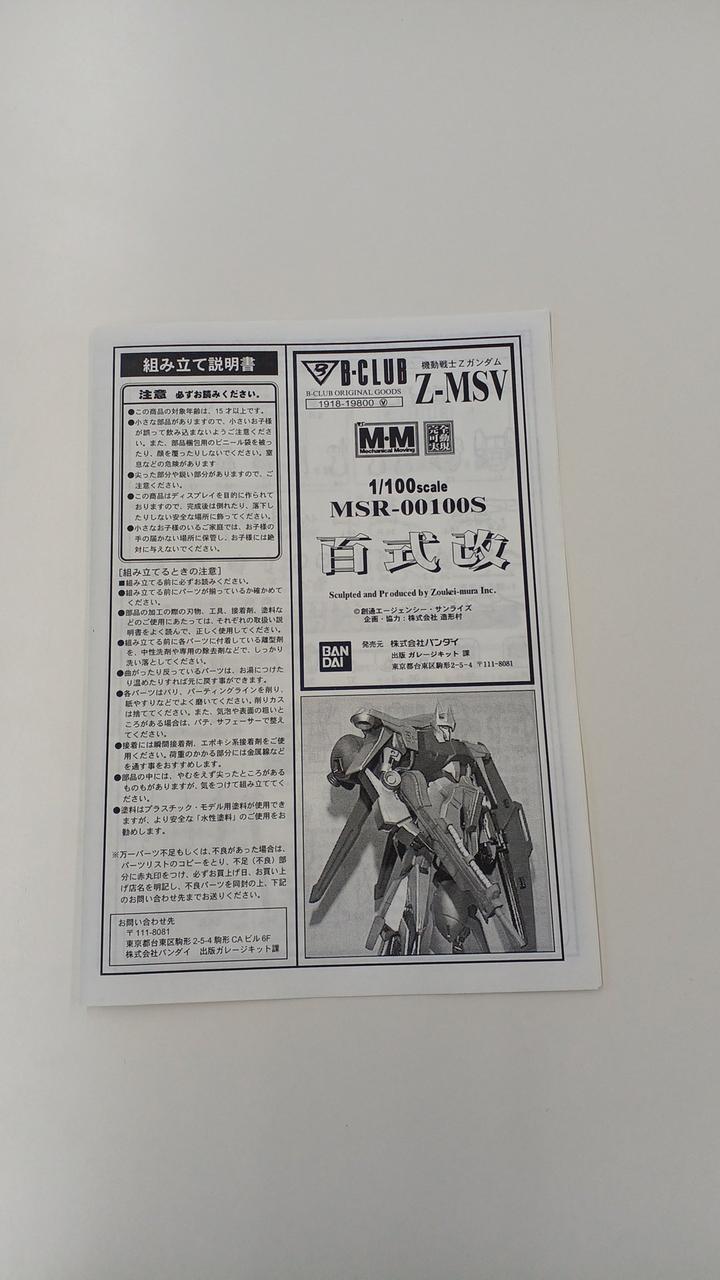 組み立て説明書
注意 必ずお読みください。
●この商品の対象年齢は、15才以上です。
●小さな部品がありますので、小さいお子様
が誤って飲み込まないようご注意くださ
い。また、部品梱包用のビニール袋を被っ
たり、顔を覆ったりしないでください。窒
息などの危険があります
●尖った部分や鋭い部分がありますので、ご
注意ください。
●この商品はディスプレイを目的に作られて
おりますので、完成後は倒れたり、落下し
たりしない安全な場所に飾ってください。
●小さなお子様のいるご家庭では、お子様の
手の届かない場所に保管し、お子様には絶
対に与えないでください。
[組み立てるときの注意]
■組み立てる前に必ずお読みください。
●組み立てる前にパーツが揃っているか確かめて
ください。
●部品の加工の際の刃物、工具、接着剤、塗料な
どのご使用にあたっては、それぞれの取扱い説
明書をよく読んで、正しく使用してください。
●組み立てる前に各パーツに付着している離型剤
を、中性洗剤や専用の除去剤などで、しっかり
洗い落としてください。
●曲がったり反っているパーツは、お湯につけた
り温めたりすれば元に戻す事ができます。
●各パーツはバリ、パーティングラインを削り、
紙やすりなどでよく磨いてください。削りカス
は捨ててください。また、気泡や表面の粗いと
ころがある場合は、パテ、サフェーサーで整え
てください。
●接着には瞬間接着剤、エポキシ系接着剤をご使
用ください。荷重のかかる部分には金属線など
を通す事をおすすめします。
●部品の中には、やむをえず尖ったところがある
ものもありますが、気をつけて組み立ててくだ
さい。
●塗料はプラスチック・モデル用塗料が使用でき
ますが、より安全な「水性塗料」のご使用をお
勧めします。
※万一パーツ不足もしくは、不良があった場合は、
パーツリストのコピーをとり、不足(不良)部
分に赤丸印をつけ、必ずお買上げ日、お買い上
げ店名を明記し、不良パーツを同封の上、下記
のお問い合わせ先までお送りください。
お問い合わせ先
〒111-8081
東京都台東区駒形2-5-4 駒形CAビル6F
株式会社バンダイ 出版ガレージキット課
B-CLUB
B-CLUB ORIGINAL GOODS
1918-19800 Ⓥ
機動戦士Zガンダム
Z-MSV
M·M
Mechanical Moving
完全
可動
実現
1/100scale
MSR-00100S
百式改
Sculpted and Produced by Zoukei-mura Inc.
©創通エージェンシー・サンライズ
企画・協力：株式会社 造形村
BAN
DAI
発売元 株式会社バンダイ
出版 ガレージキット 課
東京都台東区駒形2-5-4 〒111-8081